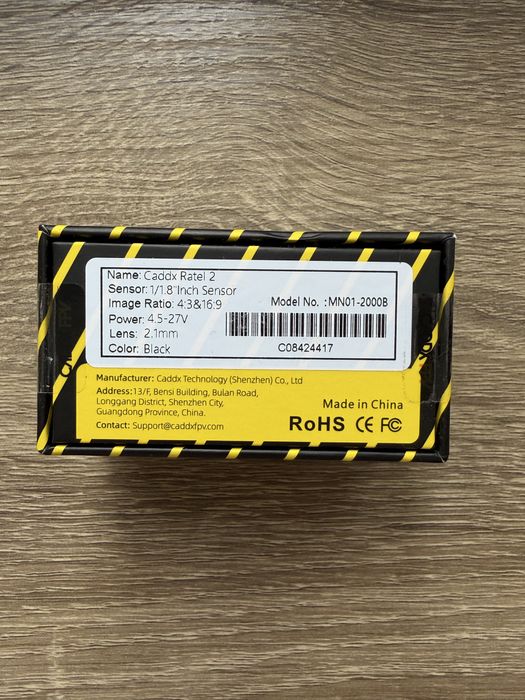 Name: Caddx Ratel 2
Sensor: 1/1.8"Inch Sensor
Image Ratio: 4:3&16:9
Power: 4.5-27V
Lens: 2.1mm
Color: Black
Model No. :MN01-2000B
C08424417
Manufacturer: Caddx Technology (Shenzhen) Co., Ltd
Address:13/F, Bensi Building, Bulan Road,
Longgang District, Shenzhen City,
Guangdong Province, China.
Contact: Support@caddxfpv.com
Made in China
RoHS CE FC
FPV